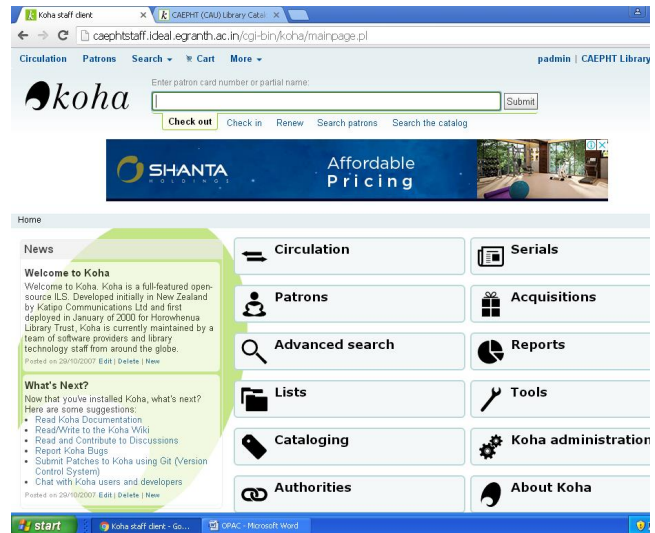 Koha staff client
CAEPHT (CAU) Library Catal
caephtstaff.ideal.egranth.ac.in/cgi-bin/koha/mainpage.pl
Circulation Patrons Search Cart More padmin | CAEPHT Library
Enter patron card number or partial name:
koha
Submit
Check out Check in Renew Search patrons Search the catalog
SHANTA
HOLDINGS
Affordable
Pricing
Home
News
Welcome to Koha
Welcome to Koha. Koha is a full-featured open-
source ILS. Developed initially in New Zealand
by Katipo Communications Ltd and first
deployed in January of 2000 for Horowhenua
Library Trust, Koha is currently maintained by a
team of software providers and library
technology staff from around the globe.
Posted on 29/10/2007 Edit | Delete | New
What's Next?
Now that you've installed Koha, what's next?
Here are some suggestions:
Read Koha Documentation
Read/Write to the Koha Wiki
Read and Contribute to Discussions
Report Koha Bugs
Submit Patches to Koha using Git (Version
Control System)
Chat with Koha users and developers
Posted on 29/10/2007 Edit | Delete | New
Circulation
Patrons
Advanced search
Lists
Cataloging
Authorities
Serials
Acquisitions
Reports
Tools
Koha administration
About Koha
start
Koha staff client - Go...
OPAC - Microsoft Word